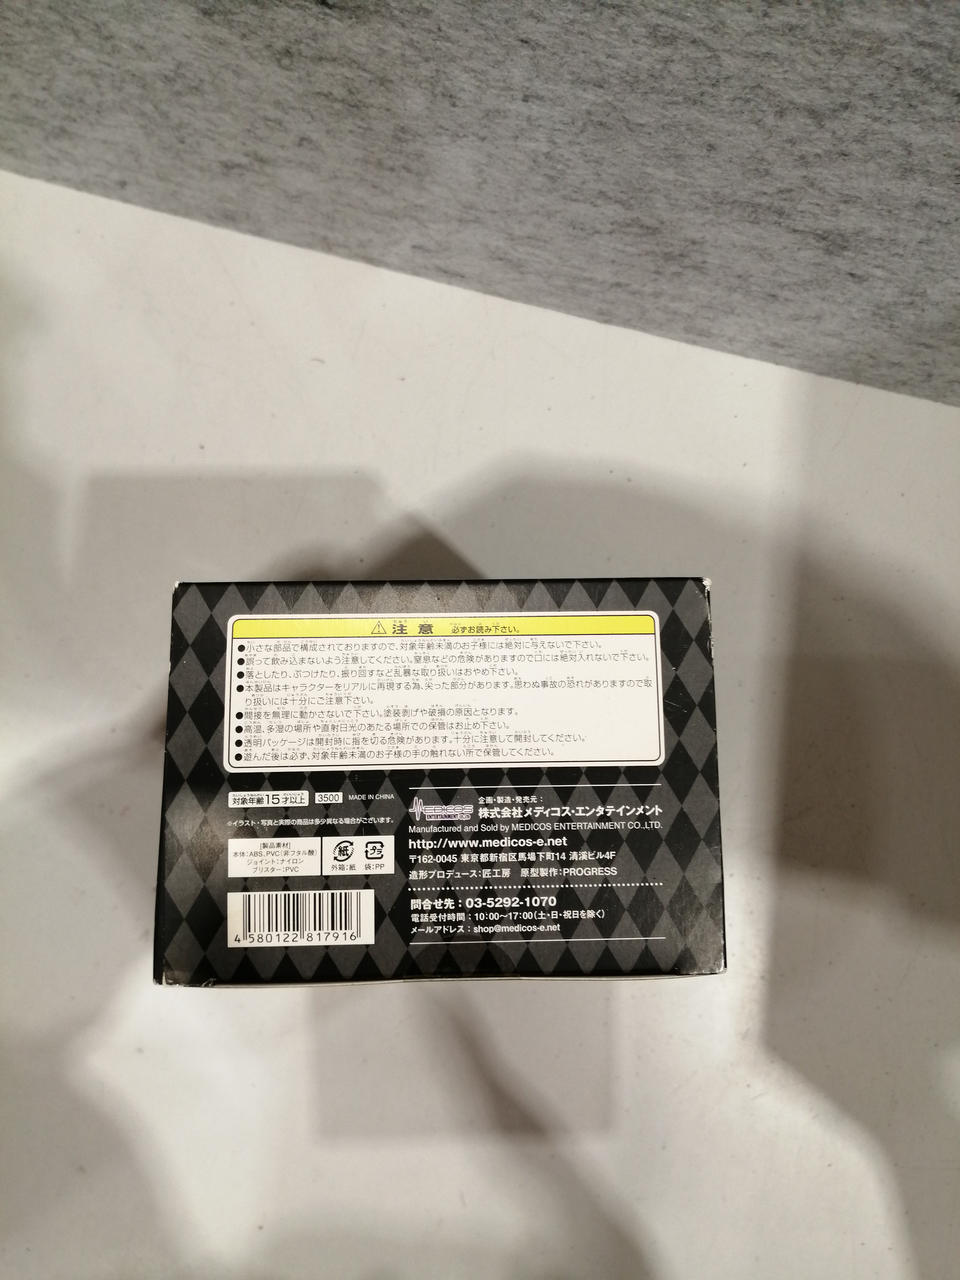 ⚠注意 必ずお読み下さい。
●小さな部品で構成されておりますので、対象年齢未満のお子様には絶対に与えないで下さい。
●誤って飲み込まないよう注意してください。窒息などの危険がありますので口には絶対入れないで下さい。
●落としたり、ぶつけたり、振り回すなど乱暴な取り扱いはおやめ下さい。
●本製品はキャラクターをリアルに再現する為、尖った部分があります。思わぬ事故の恐れがありますので取
り扱いには十分にご注意下さい。
●間接を無理に動かさないで下さい。塗装剥げや破損の原因となります。
●高温、多湿の場所や直射日光のあたる場所での保管はお止め下さい。
●透明パッケージは開封時に指を切る危険があります。十分に注意して開封してください。
●遊んだ後は必ず、対象年齢未満のお子様の手の触れない所で保管してください。
対象年齢15才以上 3500 MADE IN CHINA
※イラスト・写真と実際の商品は多少異なる場合がございます。
[製品素材]
本体:ABS、PVC(非フタル酸)
ジョイント:ナイロン
ブリスター:PVC
紙 プラ
外箱:紙 袋:PP
4 580122 817916
MEDICOS
ENTERTAINMENT
企画・製造・発売元:
株式会社メディコス・エンタテインメント
Manufactured and Sold by MEDICOS ENTERTAINMENT CO.,LTD.
http://www.medicos-e.net
〒162-0045 東京都新宿区馬場下町14 清溪ビル4F
造形プロデュース:匠工房 原型製作:PROGRESS
問合せ先:03-5292-1070
電話受付時間:10:00〜17:00(土・日・祝日を除く)
メールアドレス:shop@medicos-e.net